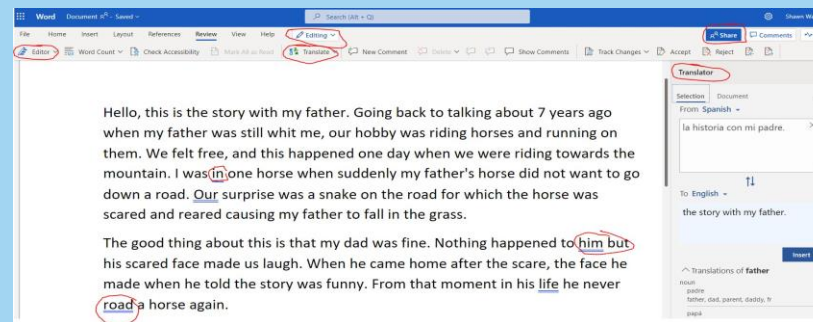 Word Document - Saved
Search (Alt + Q)
Shawn
File Home Insert Layout References Review View Help Editing Share Comments
Editor Word Count Check Accessibility Mark All as Read Translate New Comment Delete Show Comments Track Changes Accept Reject
Translator
Selection Document
From Spanish
la historia con mi padre.
To English
the story with my father.
Insert
Translations of father
noun
padre
father, dad, parent, daddy, fr
papá
Hello, this is the story with my father. Going back to talking about 7 years ago
when my father was still whit me, our hobby was riding horses and running on
them. We felt free, and this happened one day when we were riding towards the
mountain. I was in one horse when suddenly my father's horse did not want to go
down a road. Our surprise was a snake on the road for which the horse was
scared and reared causing my father to fall in the grass.
The good thing about this is that my dad was fine. Nothing happened to him but
his scared face made us laugh. When he came home after the scare, the face he
made when he told the story was funny. From that moment in his life he never
road a horse again.